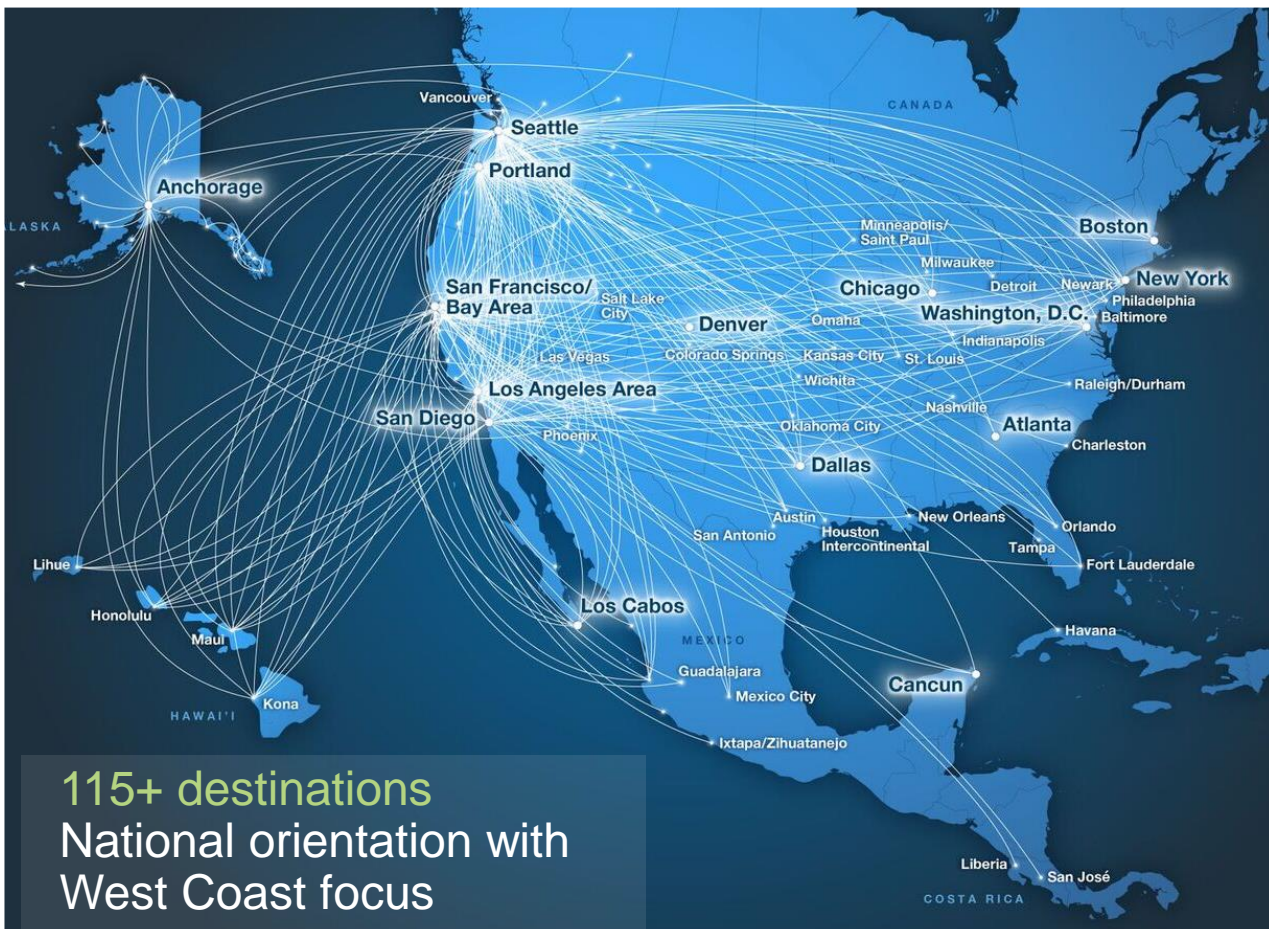 CANADA
Vancouver
Seattle
Portland
Anchorage
ALASKA
Minneapolis/
Saint Paul
Boston
Milwaukee
San Francisco/
Bay Area
Salt Lake
City
Chicago
Detroit
Newark
New York
Philadelphia
Washington, D.C.
Baltimore
Denver
Omaha
Indianapolis
Las Vegas
Colorado Springs
Kansas City
St. Louis
Los Angeles Area
Wichita
Raleigh/Durham
San Diego
Nashville
Phoenix
Oklahoma City
Atlanta
Charleston
Dallas
Austin
New Orleans
San Antonio
Houston
Intercontinental
Orlando
Tampa
Fort Lauderdale
Lihue
Honolulu
Maui
Los Cabos
Havana
MEXICO
Guadalajara
Cancun
Mexico City
Kona
HAWAI'I
Ixtapa/Zihuatanejo
115+ destinations
National orientation with
West Coast focus
Liberia
San José
COSTA RICA